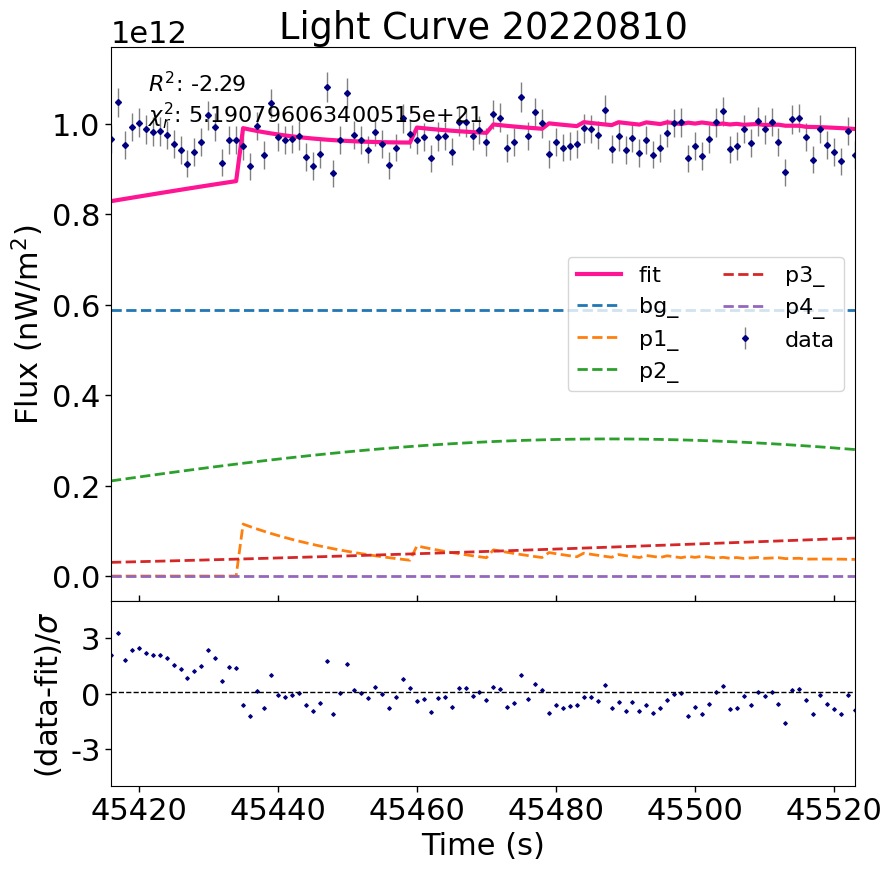 Light Curve 20220810
1e12
R²: -2.29
χ²ᵣ: 5.190796063400515e+21
1.0
0.8
0.6
0.4
0.2
0.0
Flux (nW/m²)
fit
bg_
p1_
p2_
p3_
p4_
data
3
0
-3
(data-fit)/σ
45420 45440 45460 45480 45500 45520
Time (s)